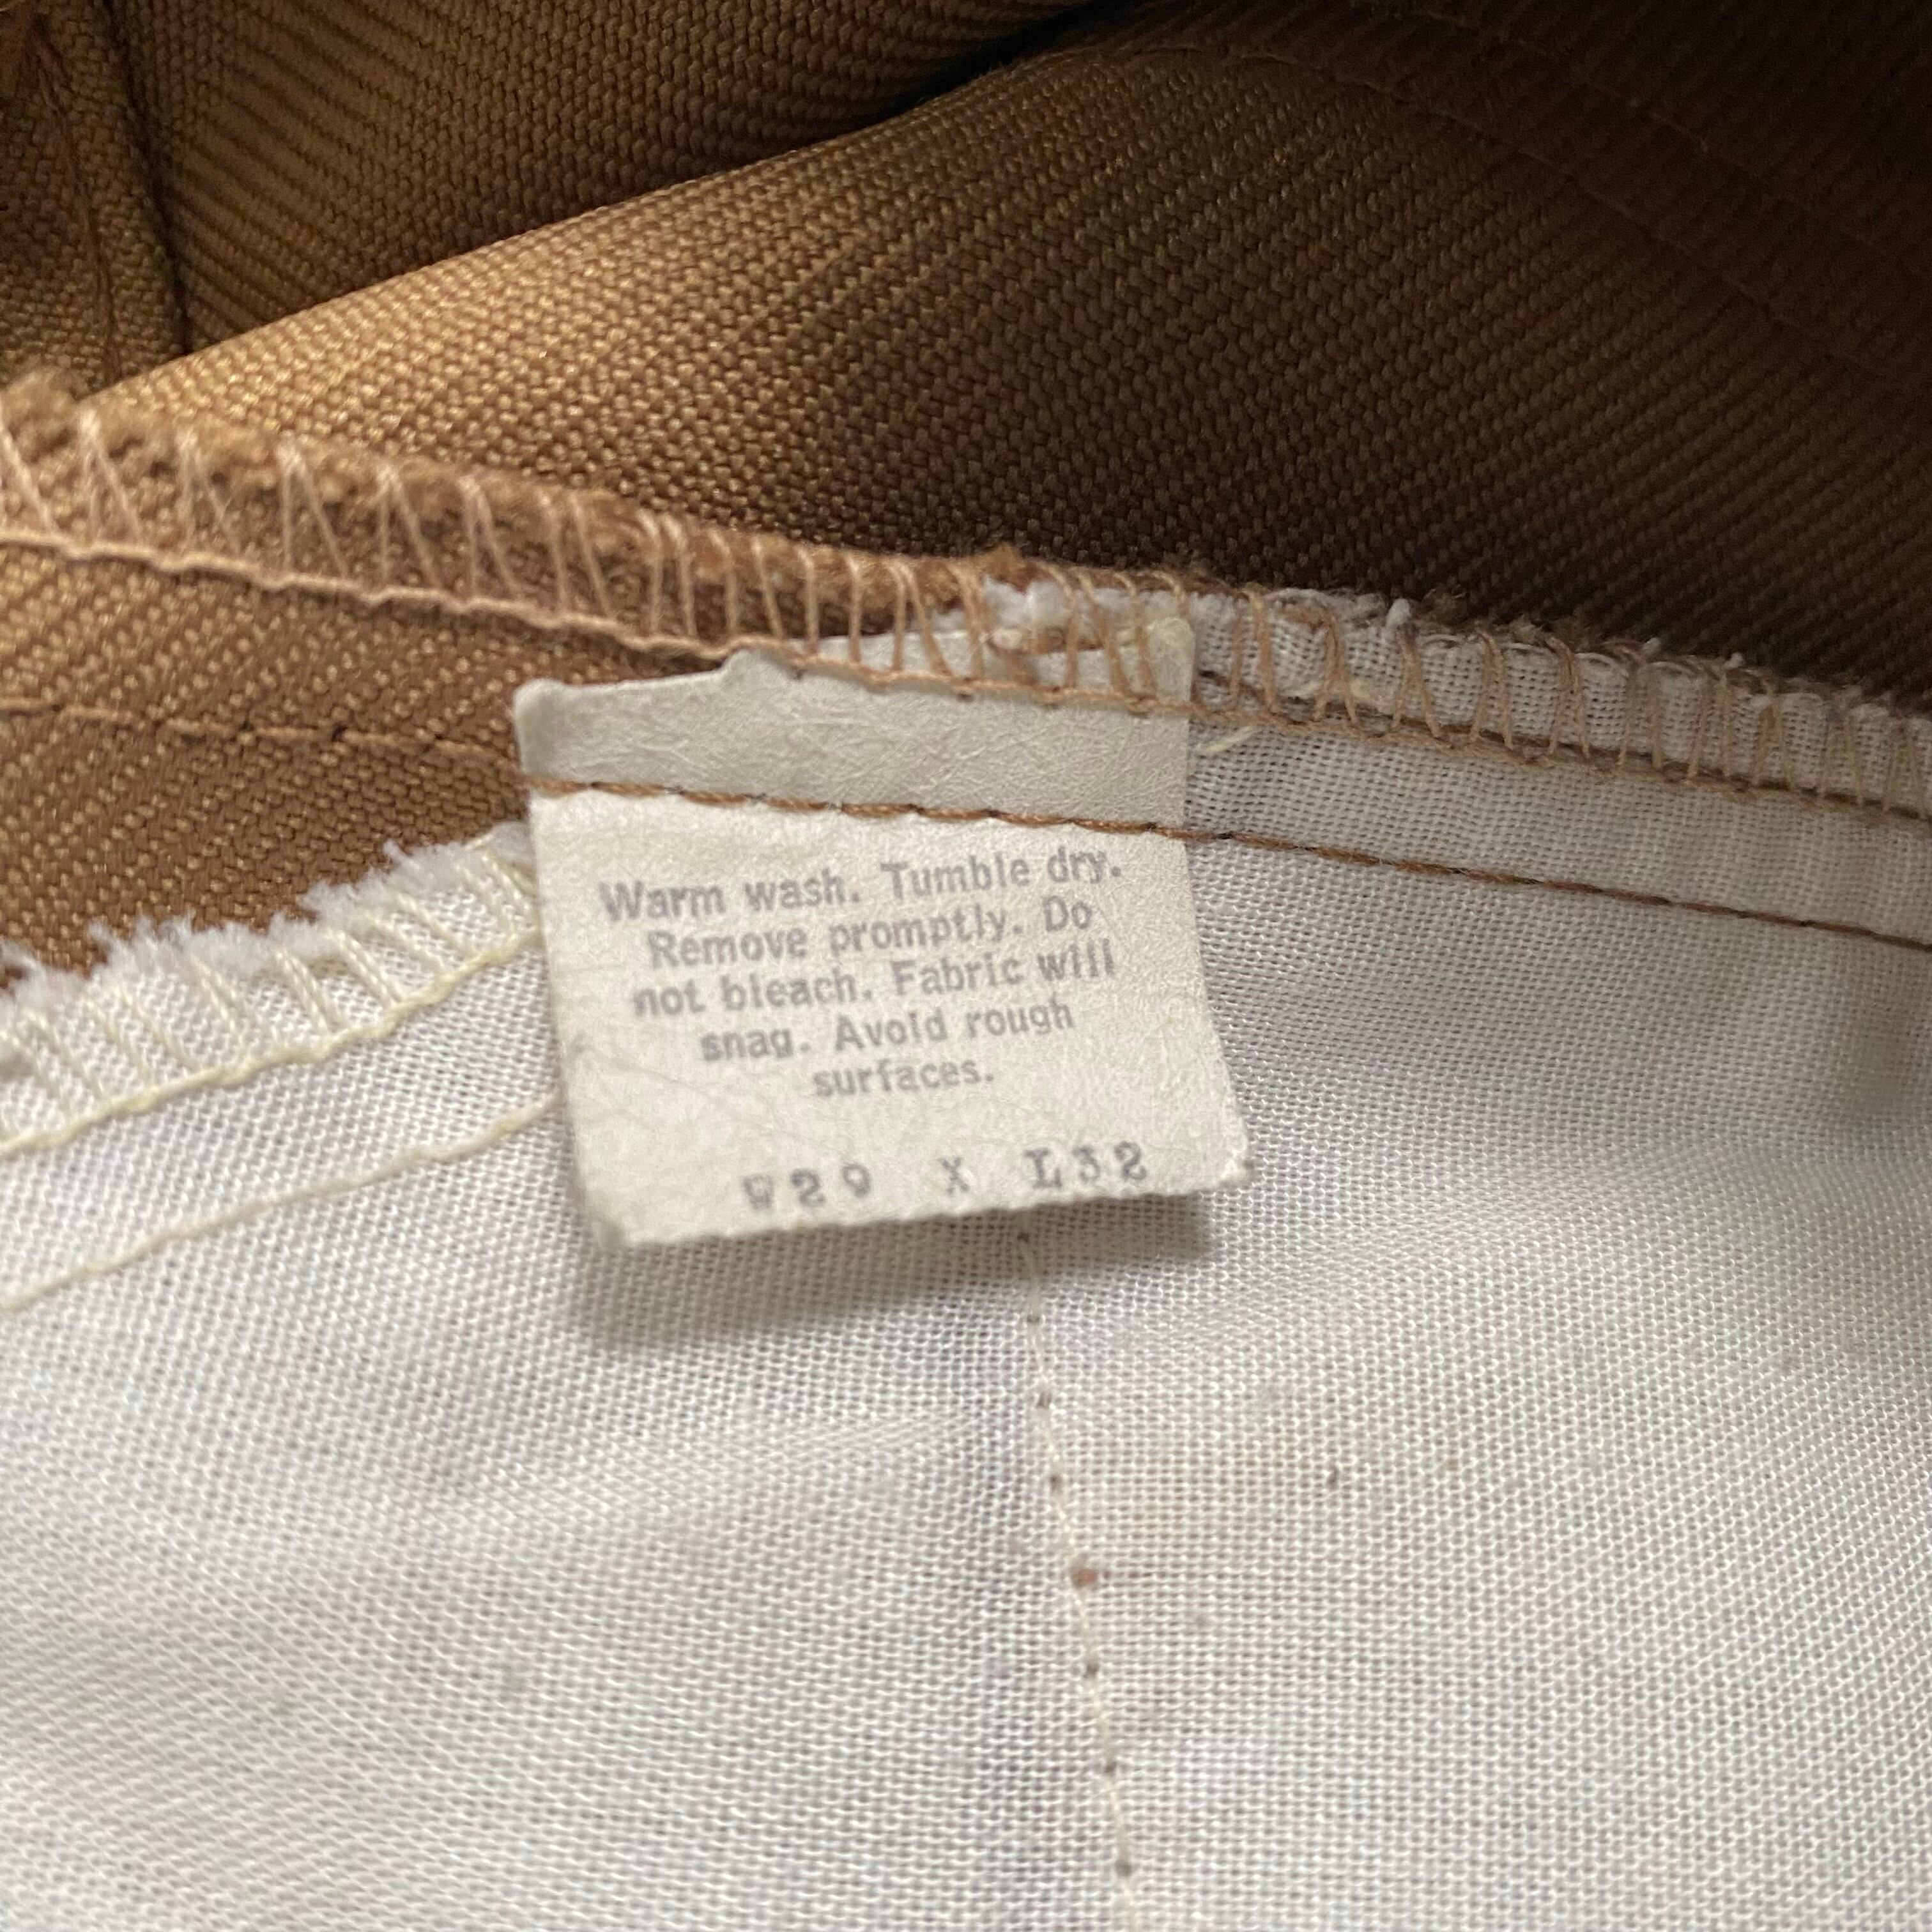 Warm wash. Tumble dry.
Remove promptly. Do
not bleach. Fabric will
snag. Avoid rough
surfaces.
W29 X L32